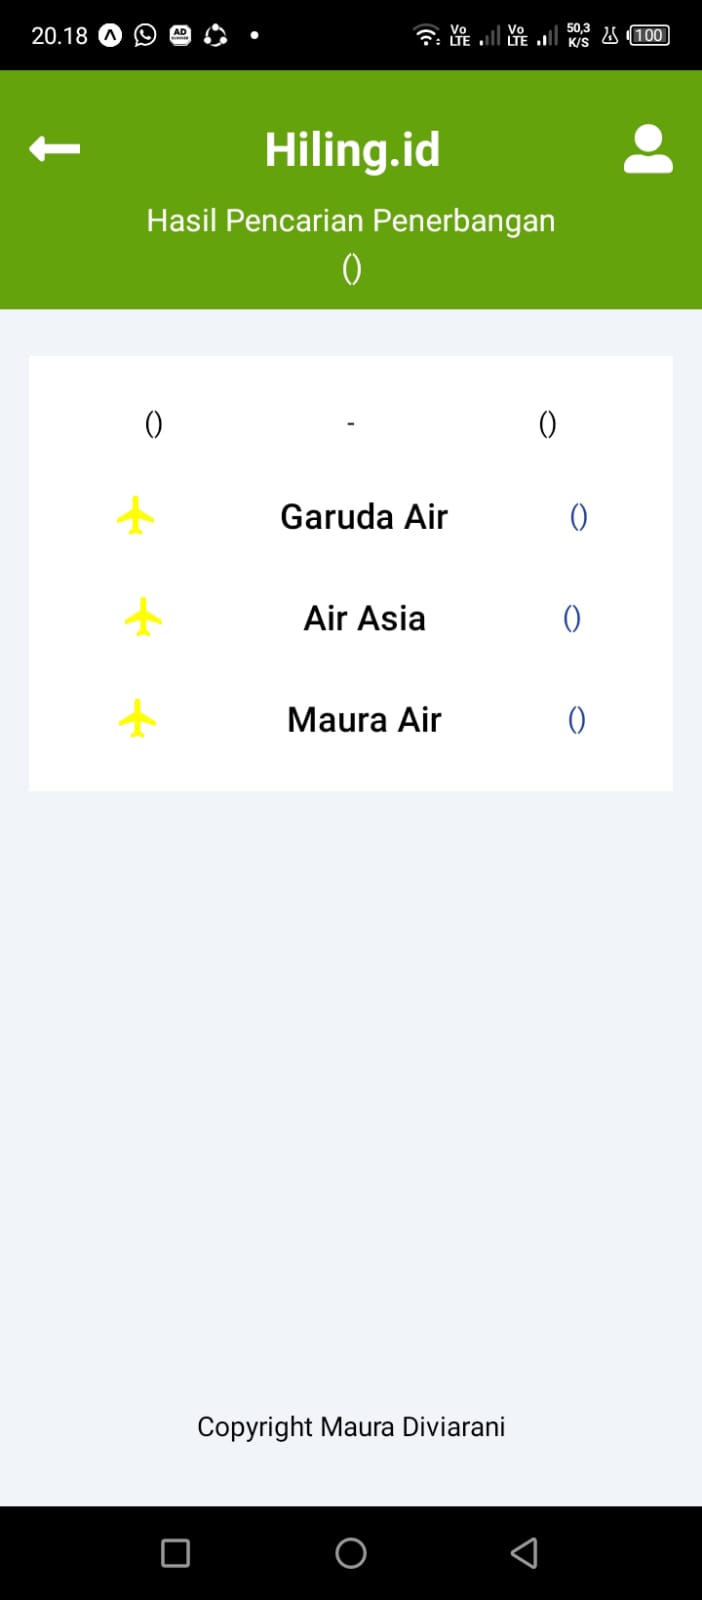 20.18 AD Vo LTE Vo LTE 50,3 K/S 100
Hiling.id
Hasil Pencarian Penerbangan
()
() - ()
Garuda Air ()
Air Asia ()
Maura Air ()
Copyright Maura Diviarani